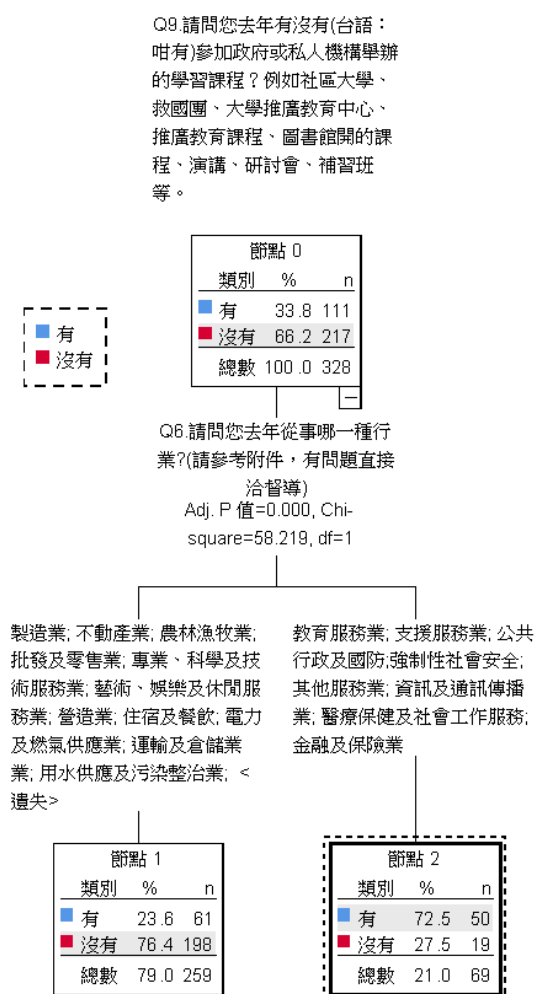 Q9.請問您去年有沒有(台語：
咁有)參加政府或私人機構舉辦
的學習課程？例如社區大學、
救國團、大學推廣教育中心、
推廣教育課程、圖書館開的課
程、演講、研討會、補習班
等。
節點 0
類別 % n
有 33.8 111
沒有 66.2 217
總數 100.0 328
有
沒有
Q6.請問您去年從事哪一種行
業?(請參考附件，有問題直接
洽督導)
Adj. P 值=0.000, Chi-
square=58.219, df=1
製造業; 不動產業; 農林漁牧業;
批發及零售業; 專業、科學及技
術服務業; 藝術、娛樂及休閒服
務業; 營造業; 住宿及餐飲; 電力
及燃氣供應業; 運輸及倉儲業
業; 用水供應及污染整治業; <
遺失>
教育服務業; 支援服務業; 公共
行政及國防;強制性社會安全;
其他服務業; 資訊及通訊傳播
業; 醫療保健及社會工作服務;
金融及保險業
節點 1
類別 % n
有 23.6 61
沒有 76.4 198
總數 79.0 259
節點 2
類別 % n
有 72.5 50
沒有 27.5 19
總數 21.0 69